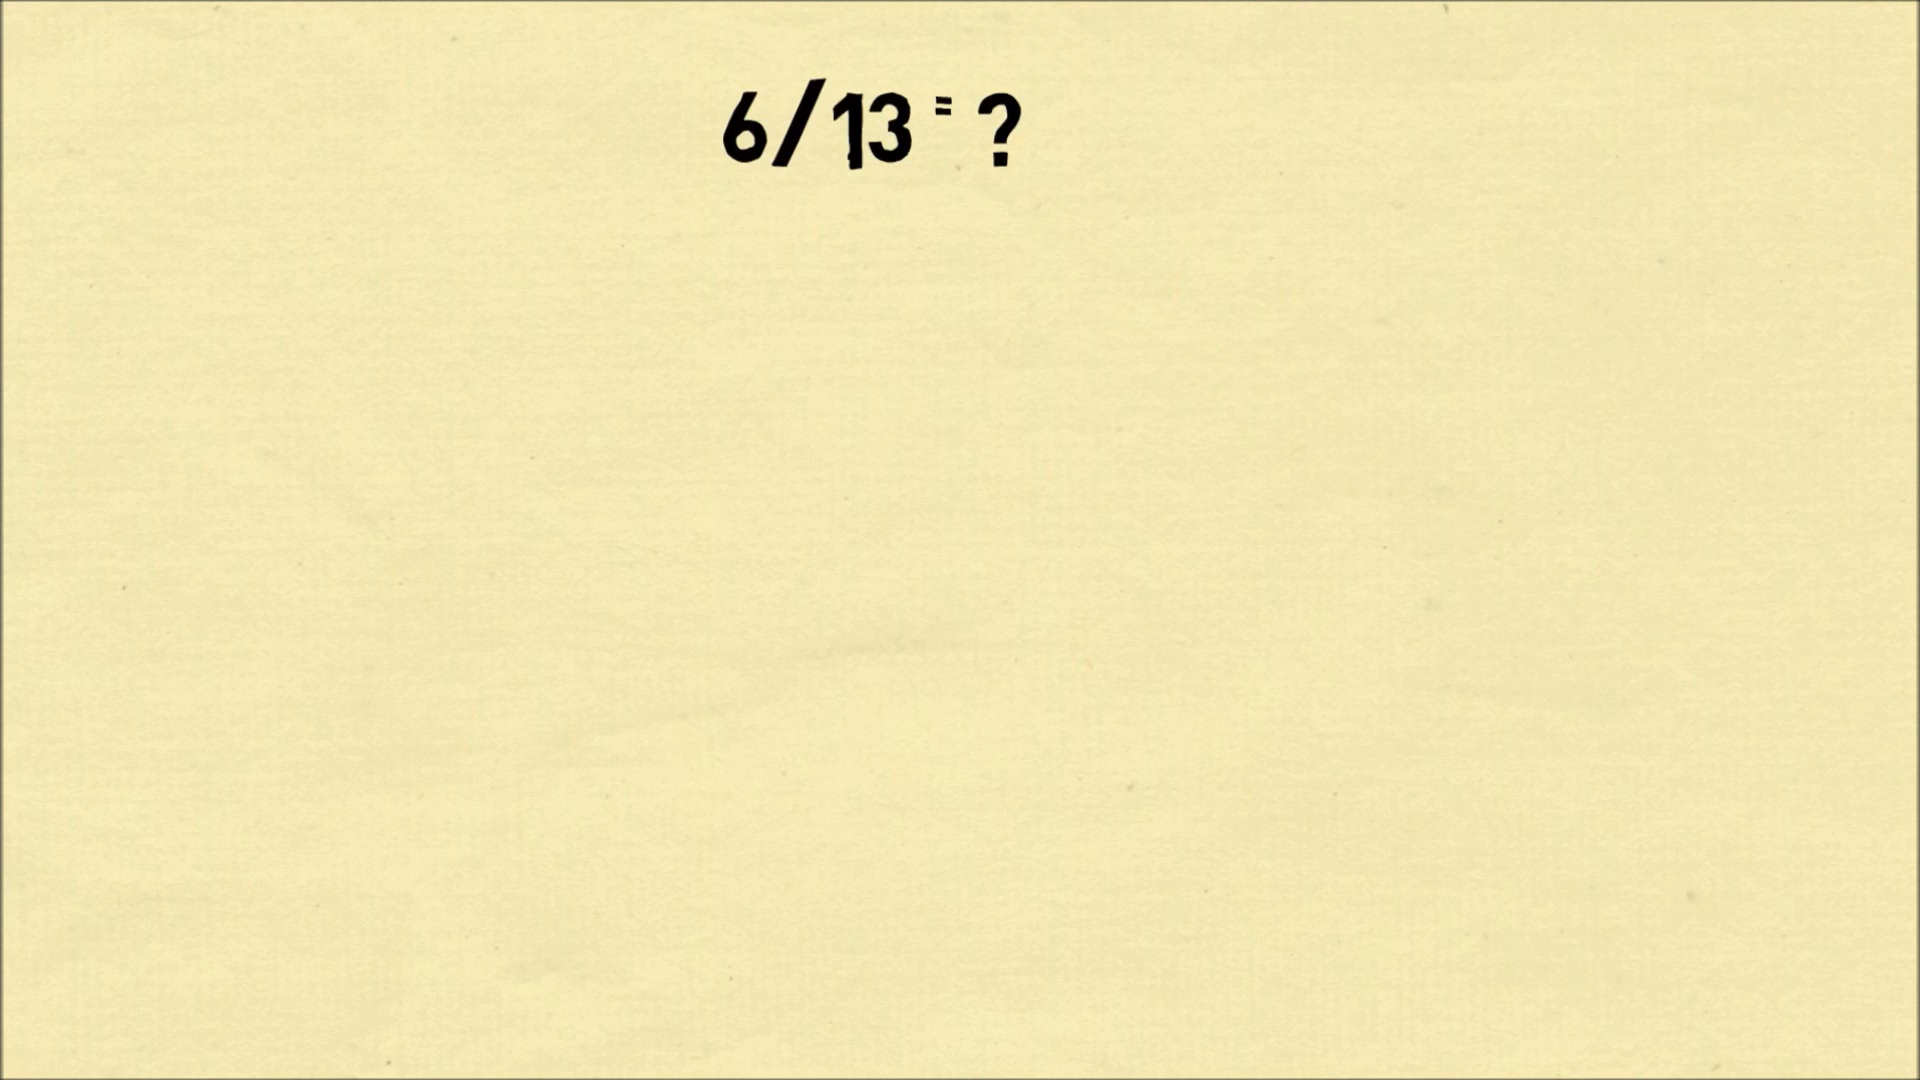 6/13 = ?